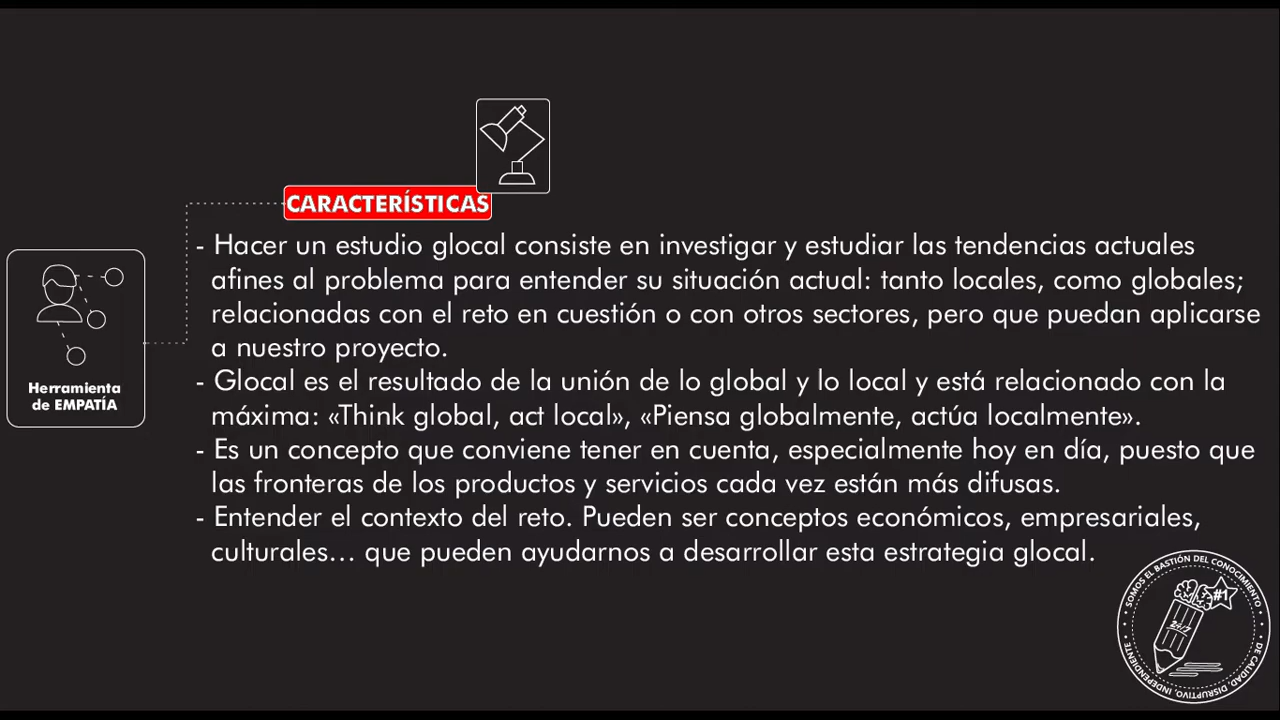 CARACTERÍSTICAS
- Hacer un estudio glocal consiste en investigar y estudiar las tendencias actuales
afines al problema para entender su situación actual: tanto locales, como globales;
relacionadas con el reto en cuestión o con otros sectores, pero que puedan aplicarse
a nuestro proyecto.
- Glocal es el resultado de la unión de lo global y lo local y está relacionado con la
máxima: «Think global, act local», «Piensa globalmente, actúa localmente».
- Es un concepto que conviene tener en cuenta, especialmente hoy en día, puesto que
las fronteras de los productos y servicios cada vez están más difusas.
- Entender el contexto del reto. Pueden ser conceptos económicos, empresariales,
culturales... que pueden ayudarnos a desarrollar esta estrategia glocal.
Herramienta
de EMPATÍA
SOMOS EL BASTIÓN DEL CONOCIMIENTO
• DE CALIDAD, DISRUPTIVO, INDEPENDIENTE •
#1
24/7